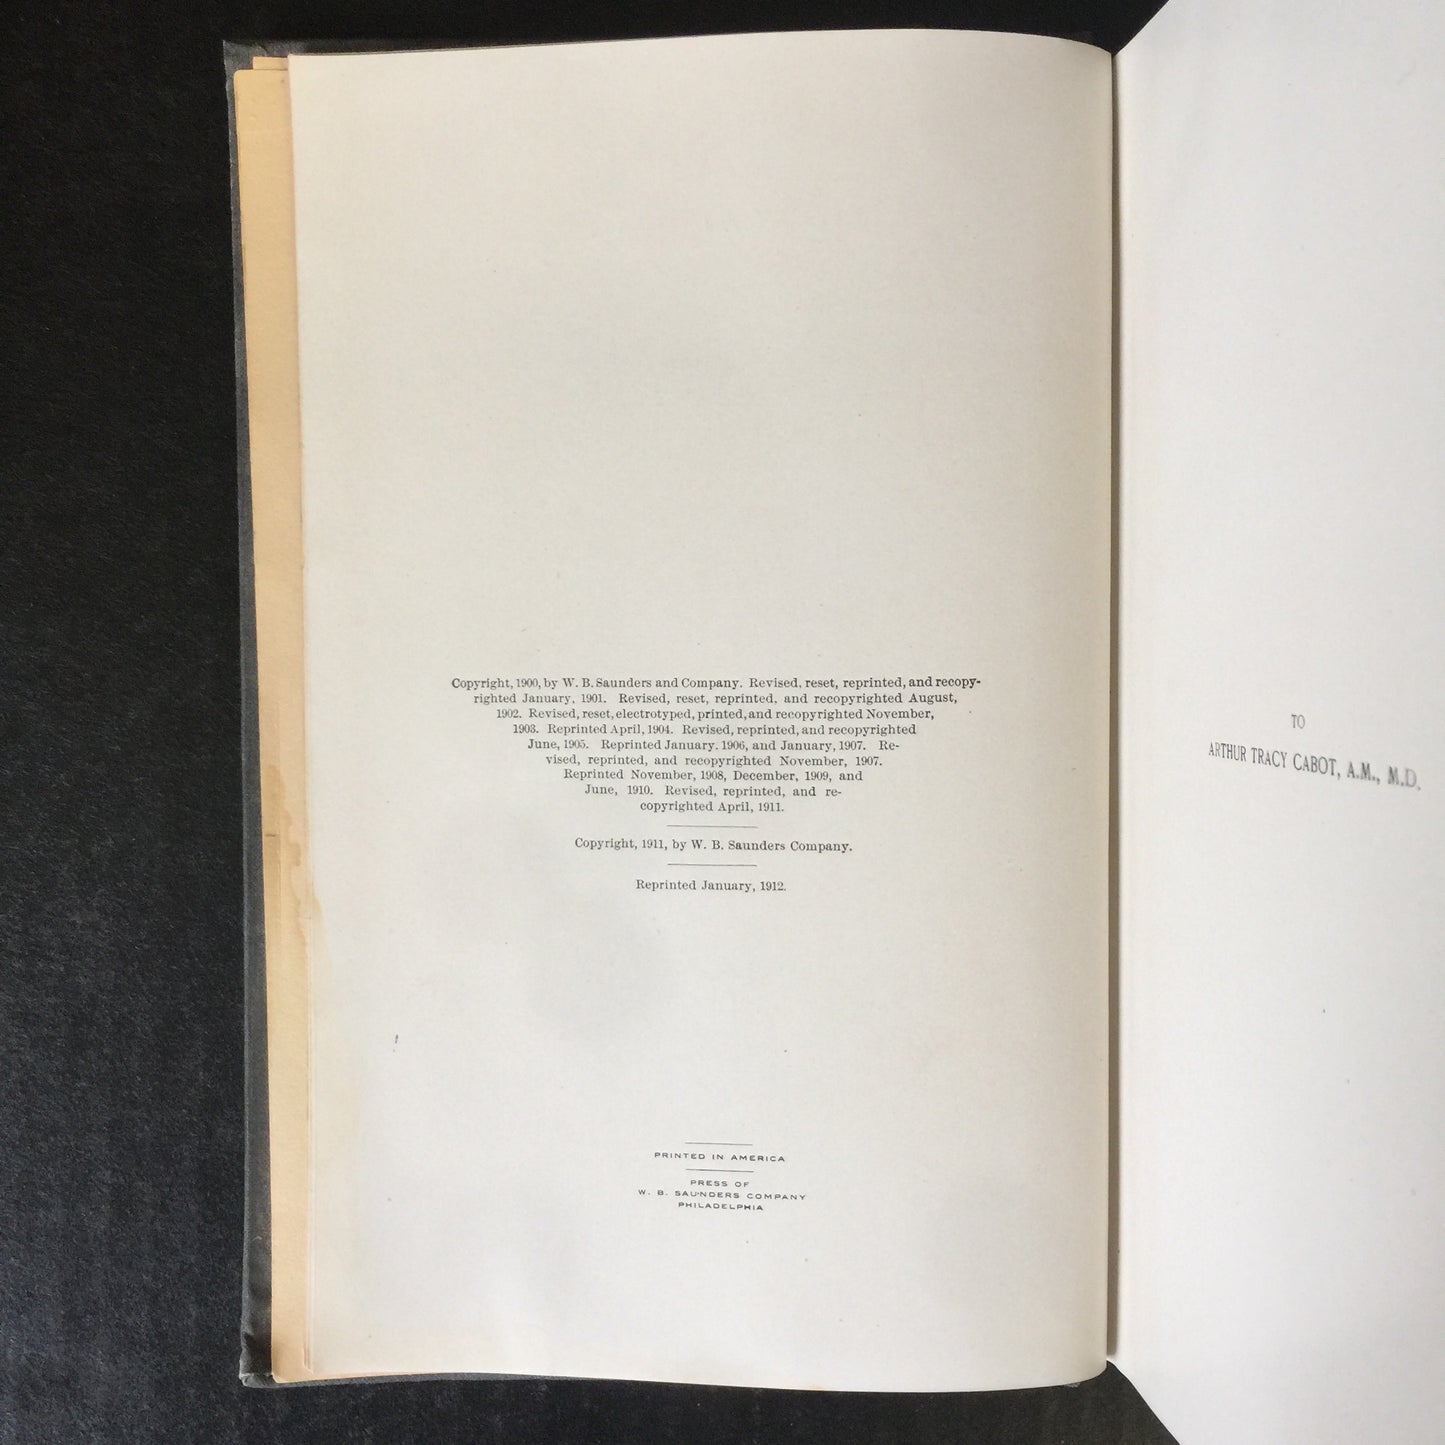 Copyright, 1900, by W. B. Saunders and Company. Revised, reset, reprinted, and recopy-
righted January, 1901. Revised, reset, reprinted, and recopyrighted August,
1902. Revised, reset, electrotyped, printed, and recopyrighted November,
1903. Reprinted April, 1904. Revised, reprinted, and recopyrighted
June, 1905. Reprinted January. 1906, and January, 1907. Re-
vised, reprinted, and recopyrighted November, 1907.
Reprinted November, 1908, December, 1909, and
June, 1910. Revised, reprinted, and re-
copyrighted April, 1911.
Copyright, 1911, by W. B. Saunders Company.
Reprinted January, 1912.
PRINTED IN AMERICA
PRESS OF
W. B. SAUNDERS COMPANY
PHILADELPHIA
TO
ARTHUR TRACY CABOT, A.M., M.D.